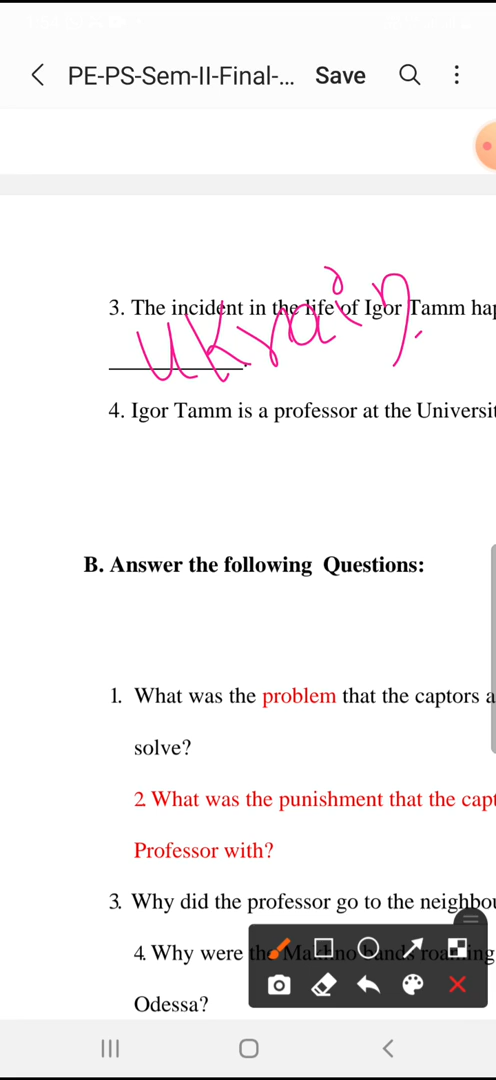 PE-PS-Sem-II-Final-... Save
3. The incident in the life of Igor Tamm hap
Ukrain
4. Igor Tamm is a professor at the Universit
B. Answer the following Questions:
1. What was the problem that the captors a
solve?
2. What was the punishment that the capt
Professor with?
3. Why did the professor go to the neighbou
4. Why were the Makhno bands roaming
Odessa?